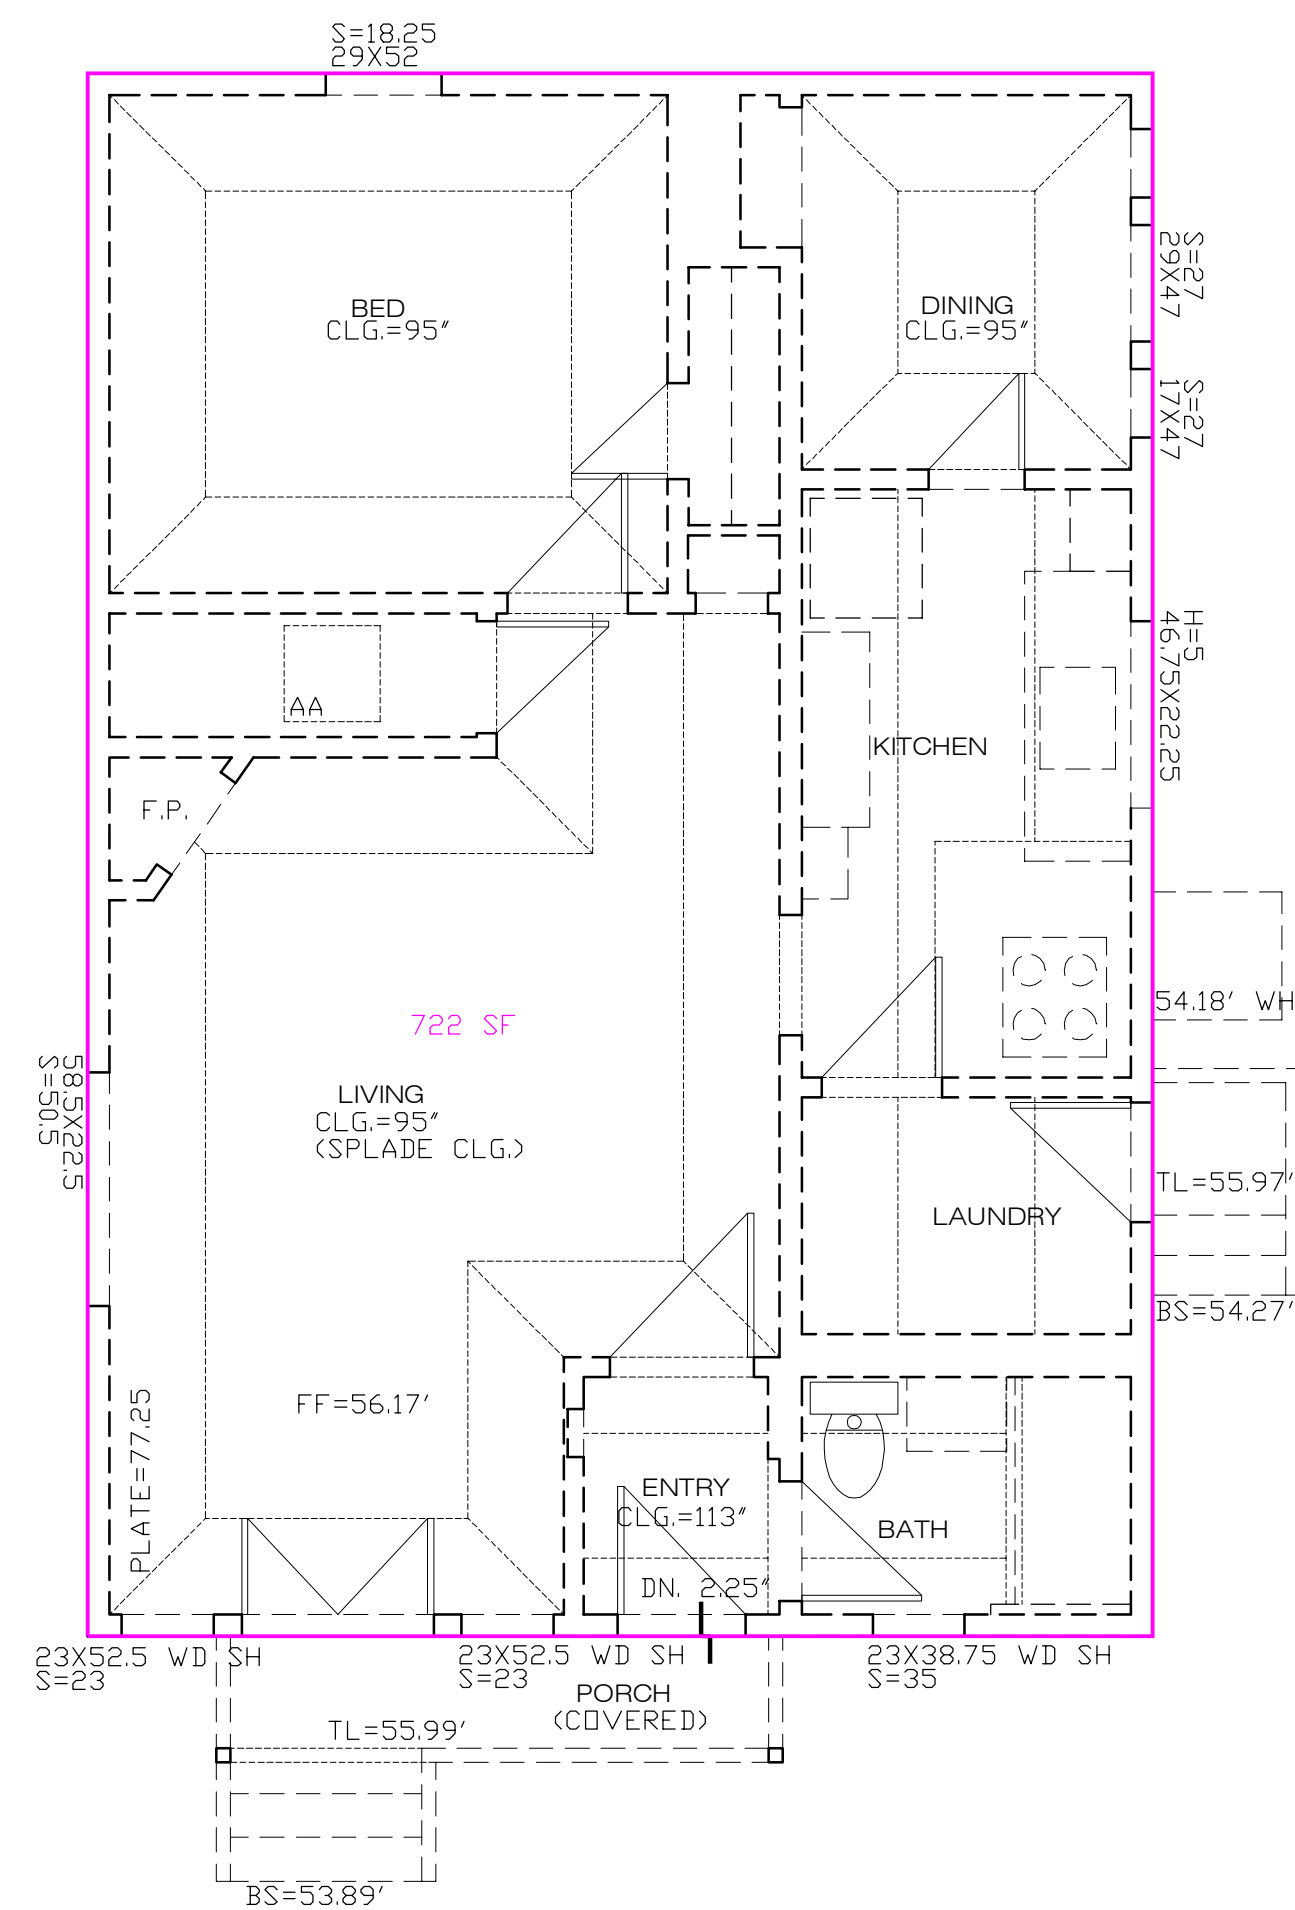 S=18.25
29X52
BED
CLG.=95"
DINING
CLG.=95"
S=27
29X47
S=27
17X47
AA
H=5
46.75X22.25
KITCHEN
F.P.
722 SF
54.18' WH
58.5X22.5
S=50.5
LIVING
CLG.=95"
(SPLADE CLG.)
TL=55.97'
LAUNDRY
BS=54.27'
FF=56.17'
PLATE=77.25
ENTRY
CLG.=113"
BATH
DN. 2.25"
23X52.5 WD SH
S=23
23X52.5 WD SH
S=23
23X38.75 WD SH
S=35
PORCH
(COVERED)
TL=55.99'
BS=53.89'